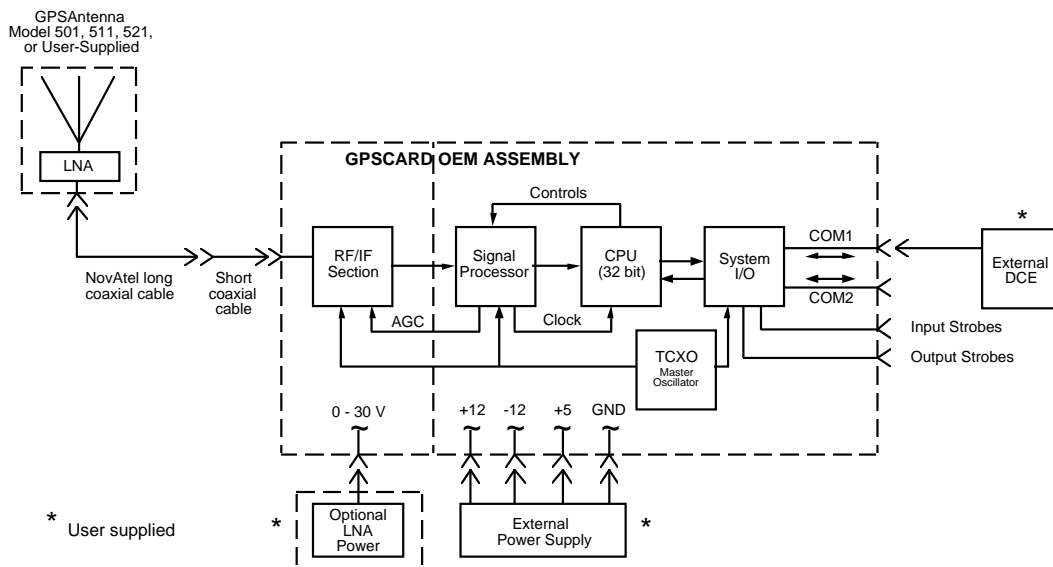 GPSAntenna
Model 501, 511, 521,
or User-Supplied
LNA
GPSCARD OEM ASSEMBLY
Controls
RF/IF
Section
Signal
Processor
CPU
(32 bit)
System
I/O
COM1
COM2
*
External
DCE
NovAtel long
coaxial cable
Short
coaxial
cable
AGC
Clock
Input Strobes
Output Strobes
TCXO
Master
Oscillator
0 - 30 V
+12
-12
+5
GND
~
~
~
~
~
* User supplied
*
Optional
LNA
Power
External
Power Supply
*